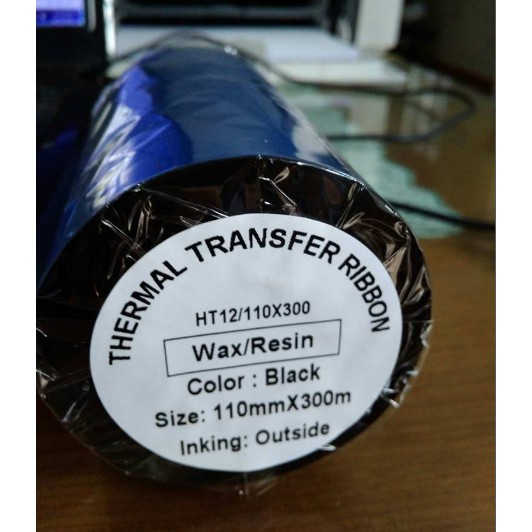 THERMAL TRANSFER RIBBON
HT12/110X300
Wax/Resin
Color : Black
Size: 110mmX300m
Inking: Outside